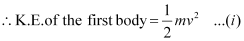 ∴ K.E.of the first body = 1/2 mv² ...(i)